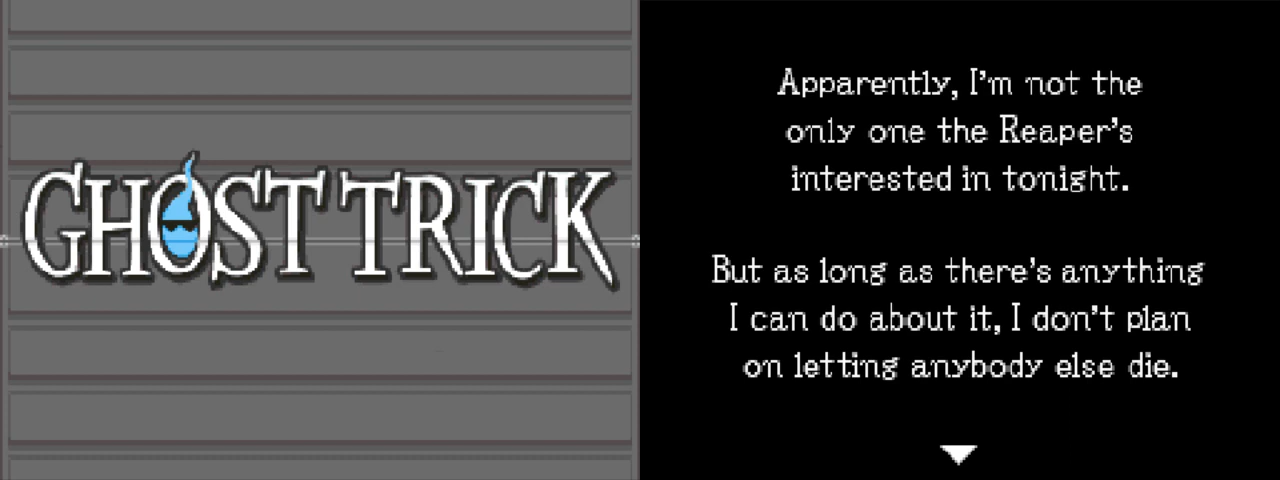 GHOST TRICK
Apparently, I'm not the
only one the Reaper's
interested in tonight.
But as long as there's anything
I can do about it, I don't plan
on letting anybody else die.